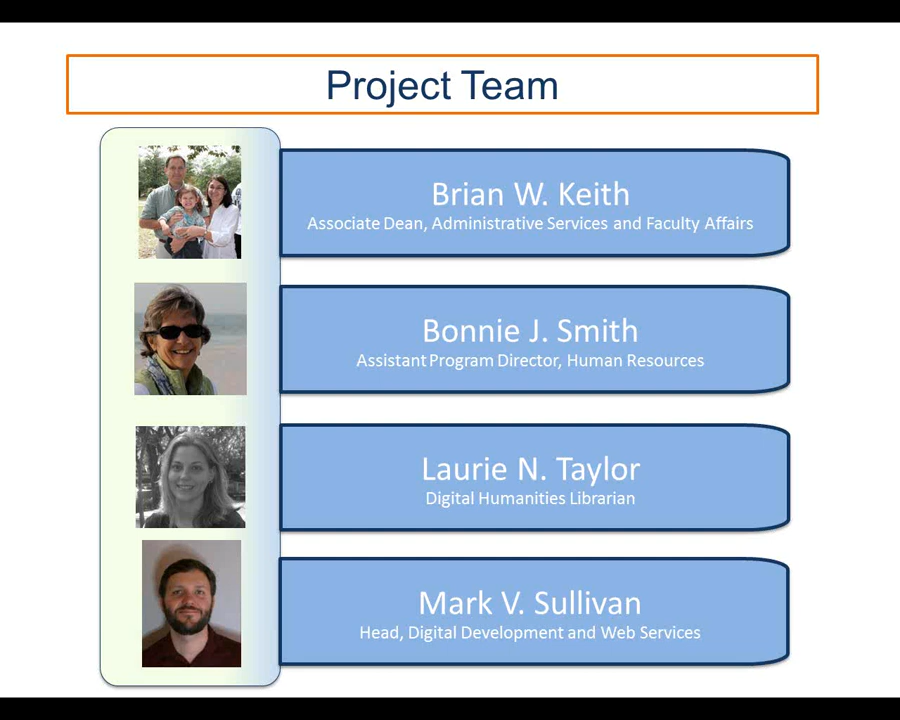 Project Team
Brian W. Keith
Associate Dean, Administrative Services and Faculty Affairs
Bonnie J. Smith
Assistant Program Director, Human Resources
Laurie N. Taylor
Digital Humanities Librarian
Mark V. Sullivan
Head, Digital Development and Web Services